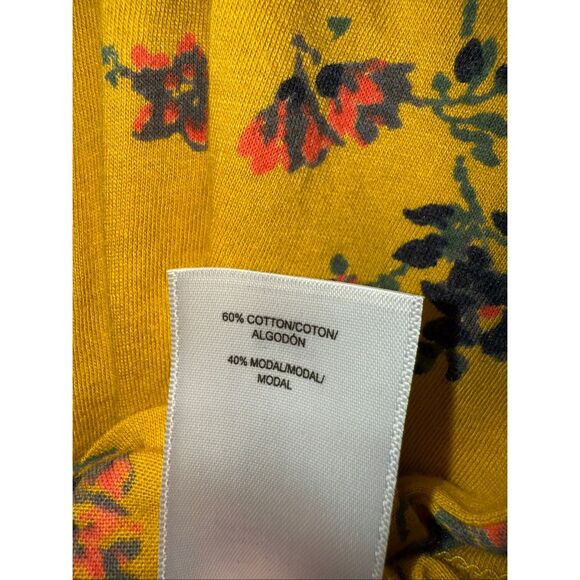 60% COTTON/COTON/
ALGODÓN
40% MODAL/MODAL/
MODAL